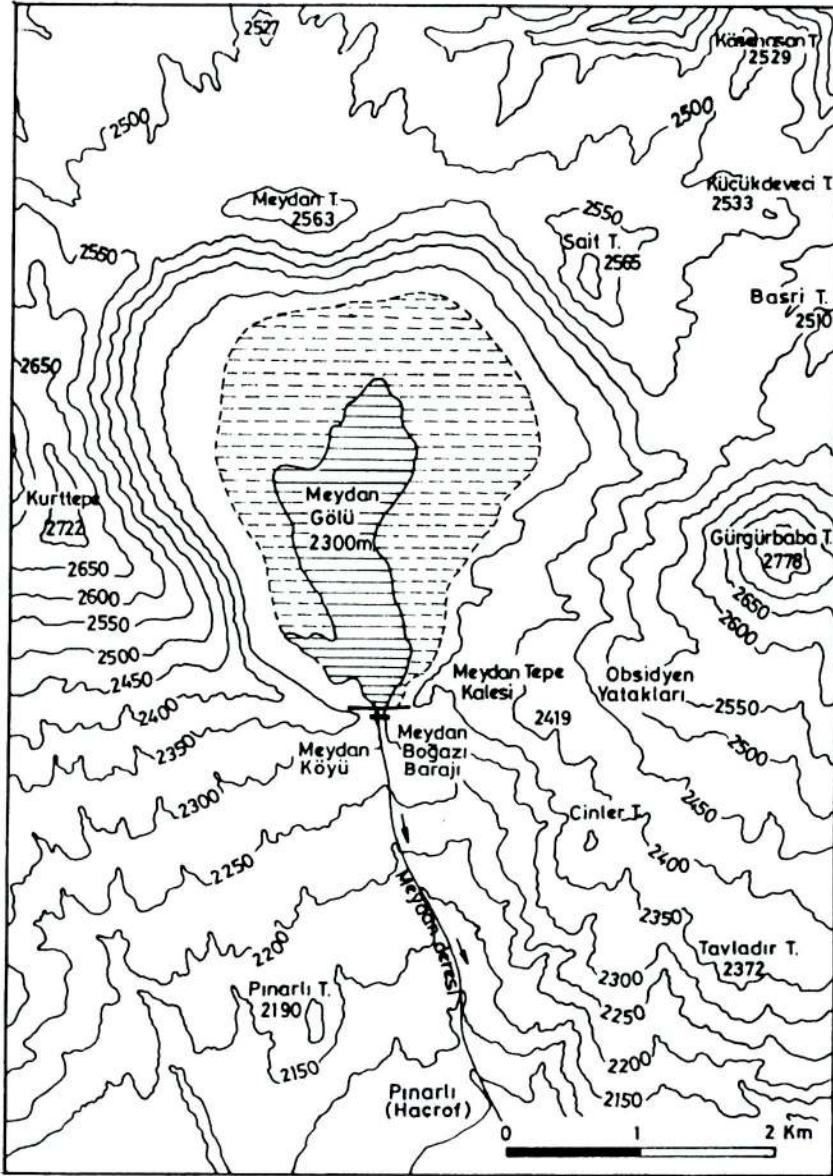 2527
Kösehasan T.
2529
2500
2500
Meydan T.
2563
Küçükdeveci T.
2533
2550
Sait T.
2565
2550
Basri T.
2510
2650
Kurttepe
2722
Meydan
Gölü
2300m
Gürgürbaba T.
2778
2650
2600
2550
2500
2450
2400
2350
2300
2250
2200
2650
2600
2550
2500
2450
2400
2350
2300
2250
2200
2150
Meydan Tepe
Kalesi
Obsidyen
Yatakları
2419
Meydan
Köyü
Meydan
Boğazı
Barajı
Cinler T.
Meydan deresi
Tavladır T.
2372
Pınarlı T.
2190
2150
Pınarlı
(Hacrof)
0 1 2 Km